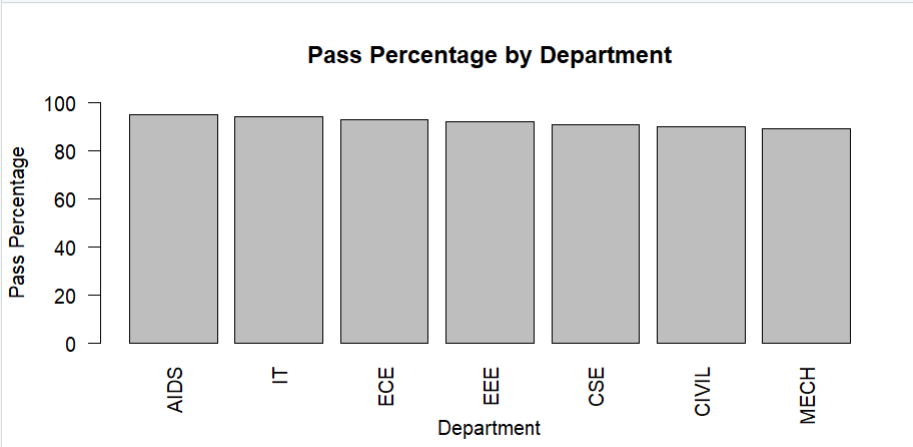 Pass Percentage by Department
Pass Percentage
100
80
60
40
20
0
AIDS
IT
ECE
EEE
CSE
CIVIL
MECH
Department